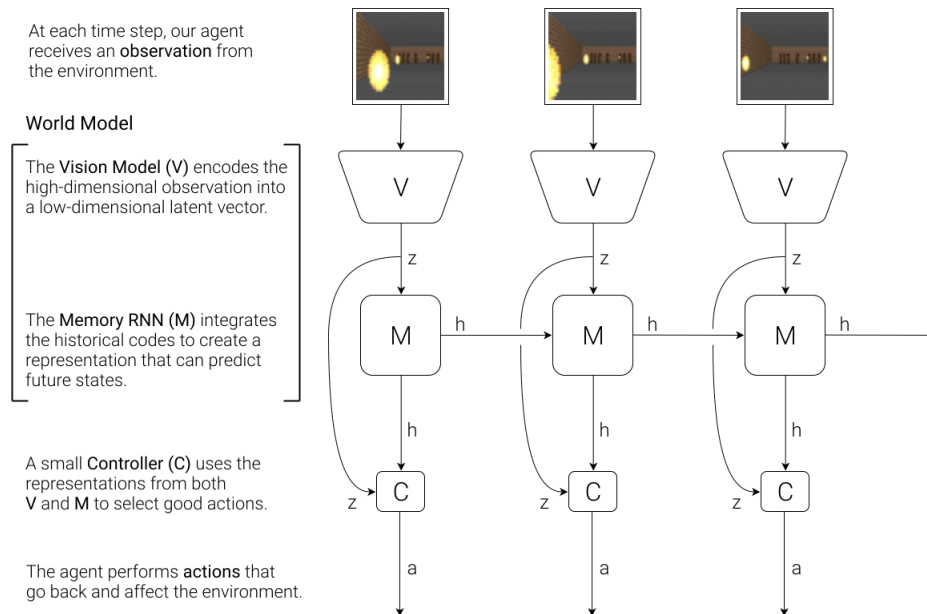 At each time step, our agent
receives an observation from
the environment.
World Model
The Vision Model (V) encodes the
high-dimensional observation into
a low-dimensional latent vector.
The Memory RNN (M) integrates
the historical codes to create a
representation that can predict
future states.
A small Controller (C) uses the
representations from both
V and M to select good actions.
The agent performs actions that
go back and affect the environment.
V V V
z z z
M h M h M h
h h h
z C z C z C
a a a